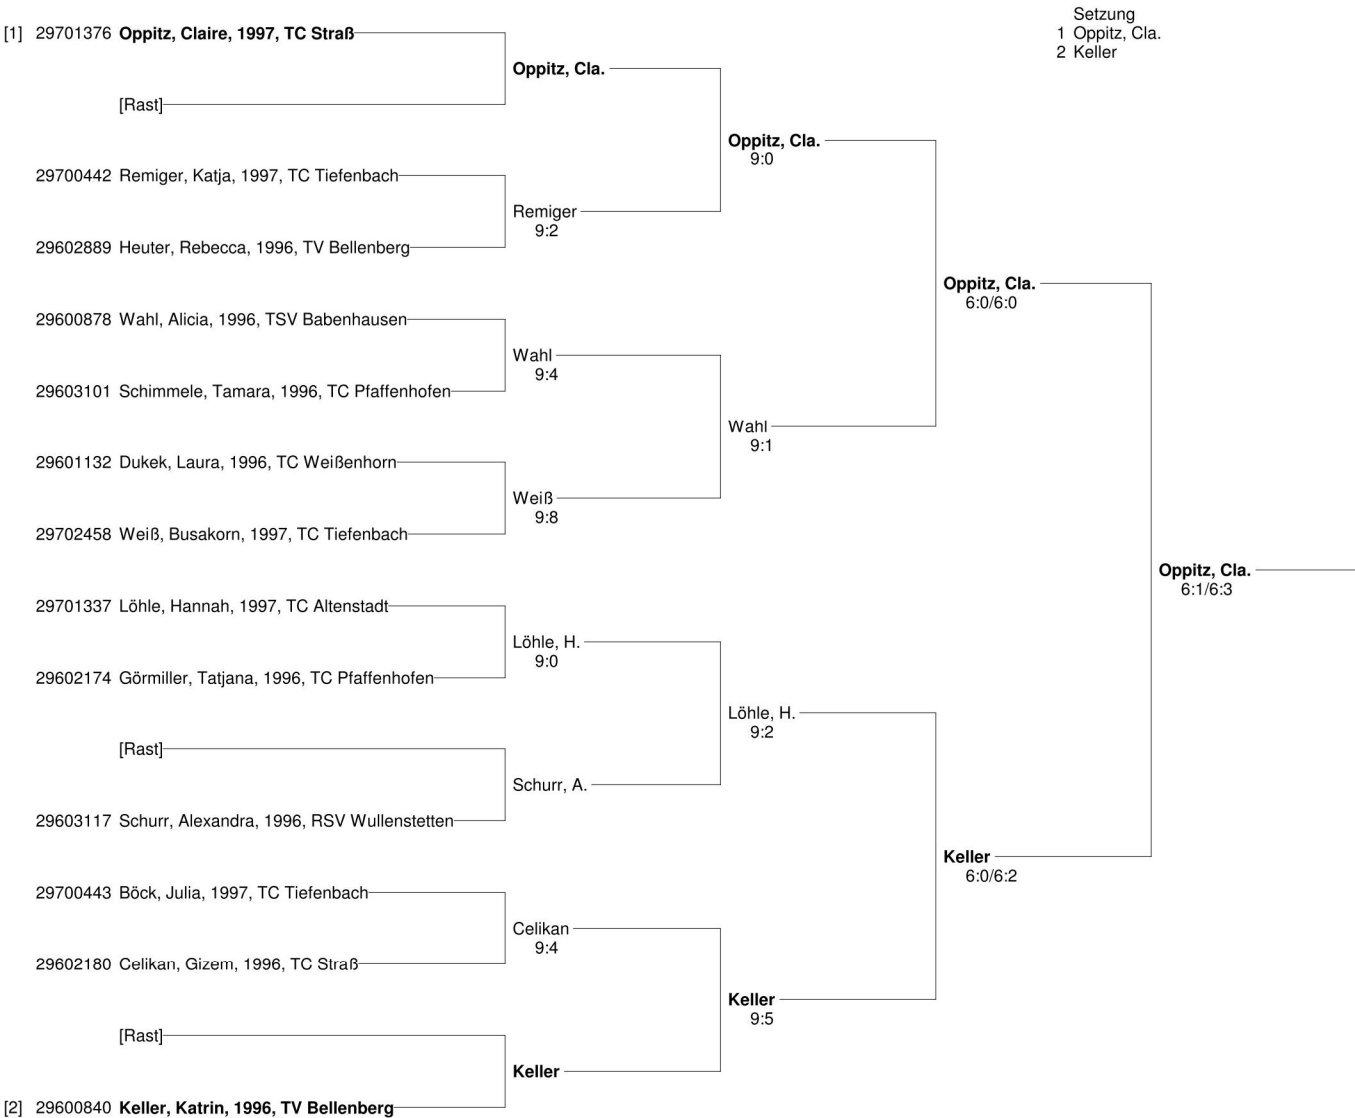 Setzung
1 Oppitz, Cla.
2 Keller
[1] 29701376 Oppitz, Claire, 1997, TC Straß
Oppitz, Cla.
[Rast]
Oppitz, Cla.
9:0
29700442 Remiger, Katja, 1997, TC Tiefenbach
Remiger
9:2
29602889 Heuter, Rebecca, 1996, TV Bellenberg
Oppitz, Cla.
6:0/6:0
29600878 Wahl, Alicia, 1996, TSV Babenhausen
Wahl
9:4
29603101 Schimmele, Tamara, 1996, TC Pfaffenhofen
Wahl
9:1
29601132 Dukek, Laura, 1996, TC Weißenhorn
Weiß
9:8
29702458 Weiß, Busakorn, 1997, TC Tiefenbach
Oppitz, Cla.
6:1/6:3
29701337 Löhle, Hannah, 1997, TC Altenstadt
Löhle, H.
9:0
29602174 Görmiller, Tatjana, 1996, TC Pfaffenhofen
Löhle, H.
9:2
[Rast]
Schurr, A.
29603117 Schurr, Alexandra, 1996, RSV Wullenstetten
Keller
6:0/6:2
29700443 Böck, Julia, 1997, TC Tiefenbach
Celikan
9:4
29602180 Celikan, Gizem, 1996, TC Straß
Keller
9:5
[Rast]
Keller
[2] 29600840 Keller, Katrin, 1996, TV Bellenberg